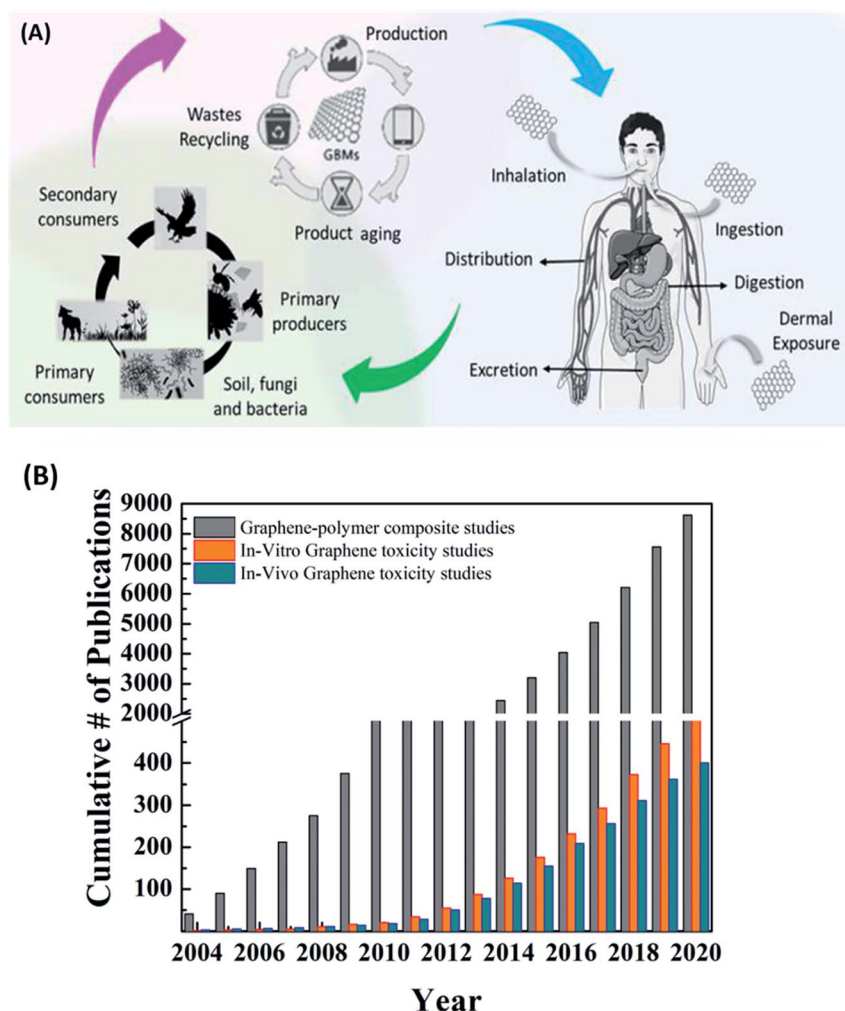 (A)
Production
Wastes
Recycling
GBMs
Product aging
Secondary
consumers
Primary
producers
Primary
consumers
Soil, fungi
and bacteria
Inhalation
Ingestion
Distribution
Digestion
Dermal
Exposure
Excretion
(B)
Cumulative # of Publications
9000
8000
7000
6000
5000
4000
3000
2000
400
300
200
100
Graphene-polymer composite studies
In-Vitro Graphene toxicity studies
In-Vivo Graphene toxicity studies
2004 2006 2008 2010 2012 2014 2016 2018 2020
Year